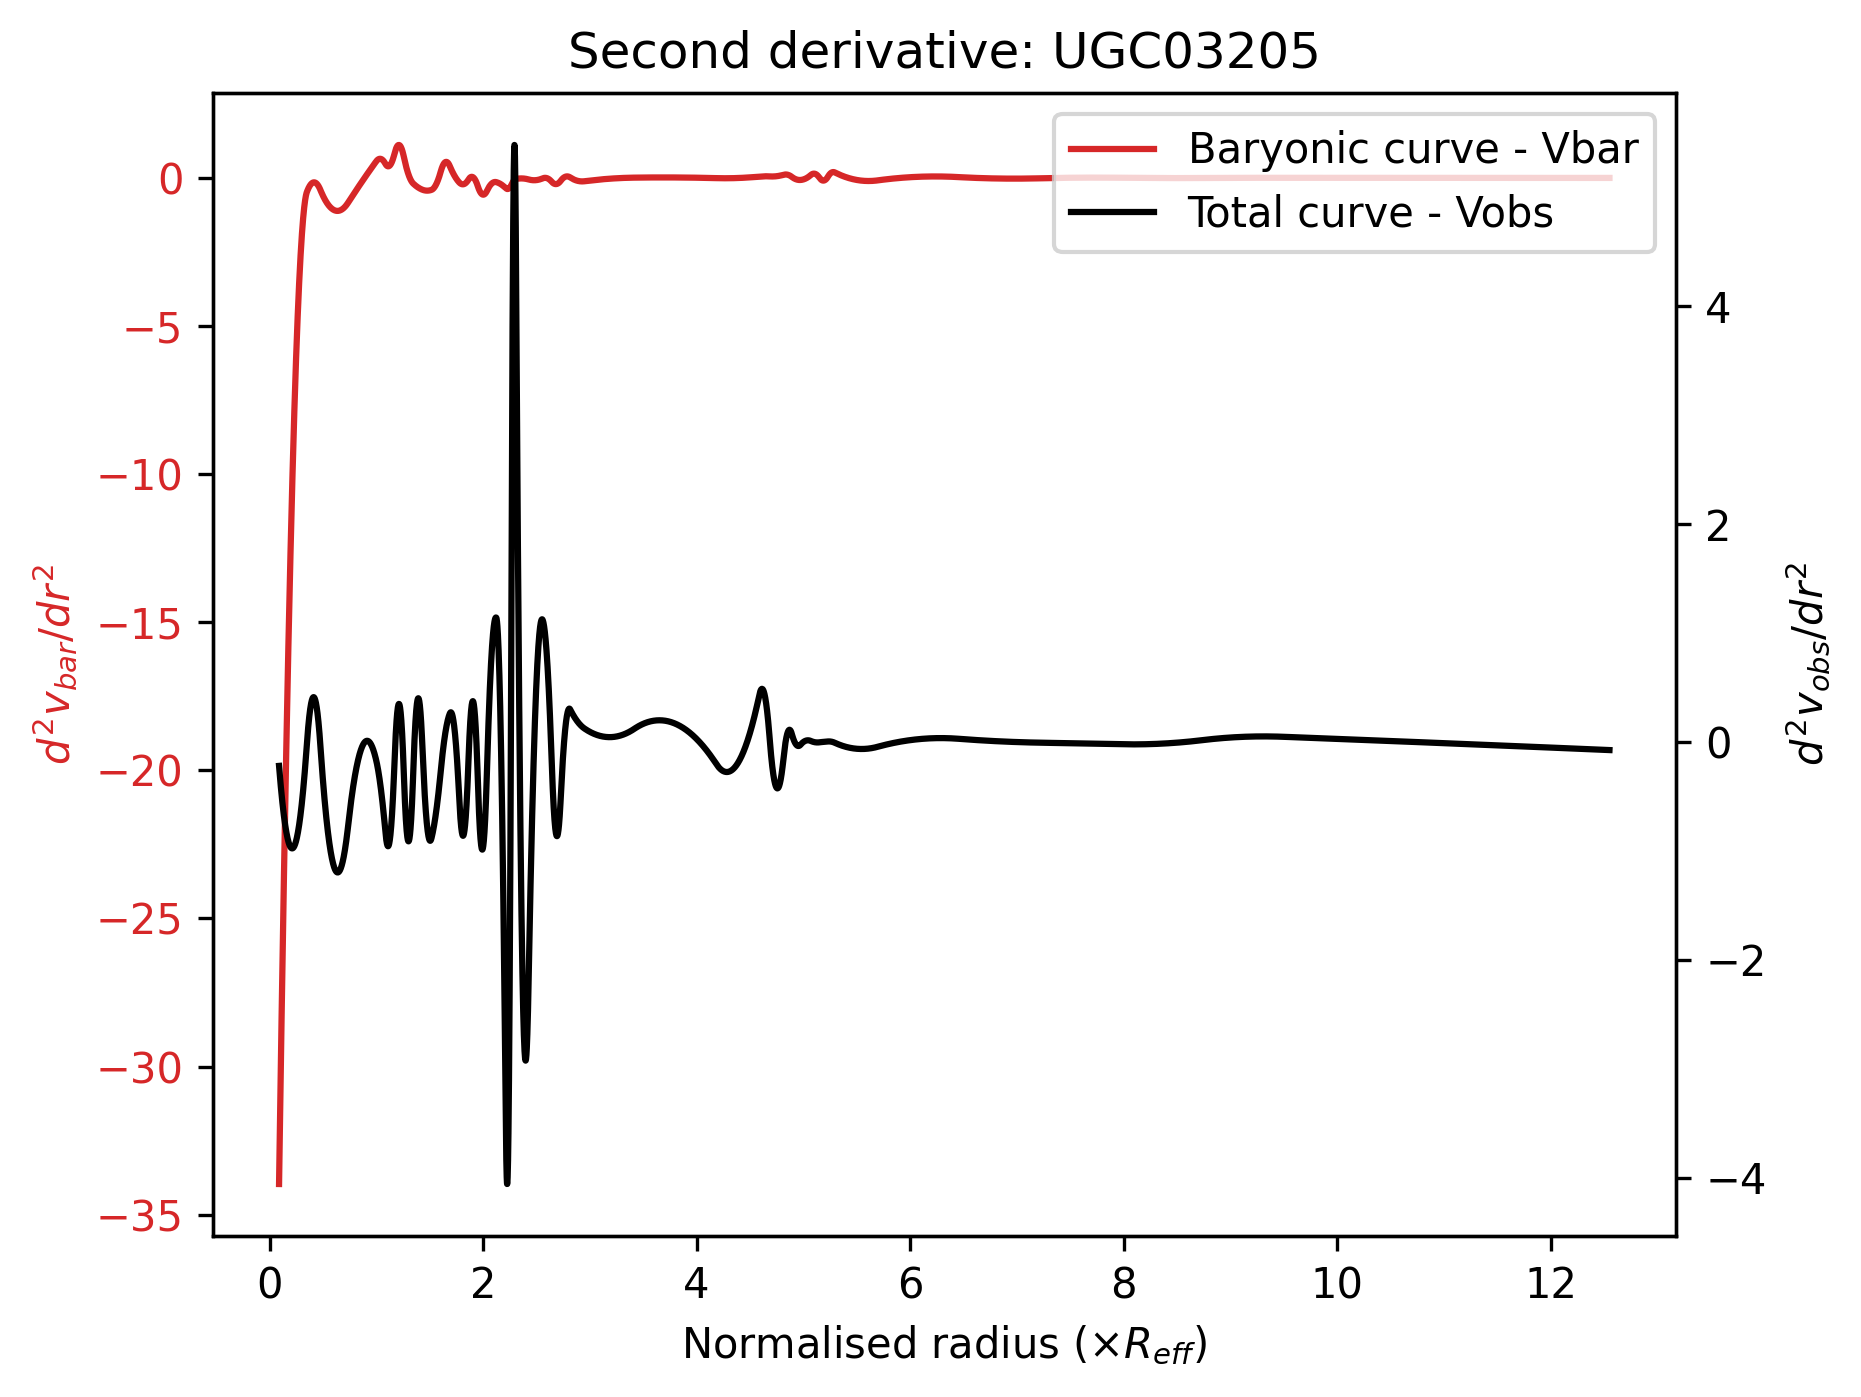 Second derivative: UGC03205
Baryonic curve - Vbar
Total curve - Vobs
0
−5
−10
−15
−20
−25
−30
−35
d²v_bar/dr²
4
2
0
−2
−4
d²v_obs/dr²
0 2 4 6 8 10 12
Normalised radius (×R_eff)